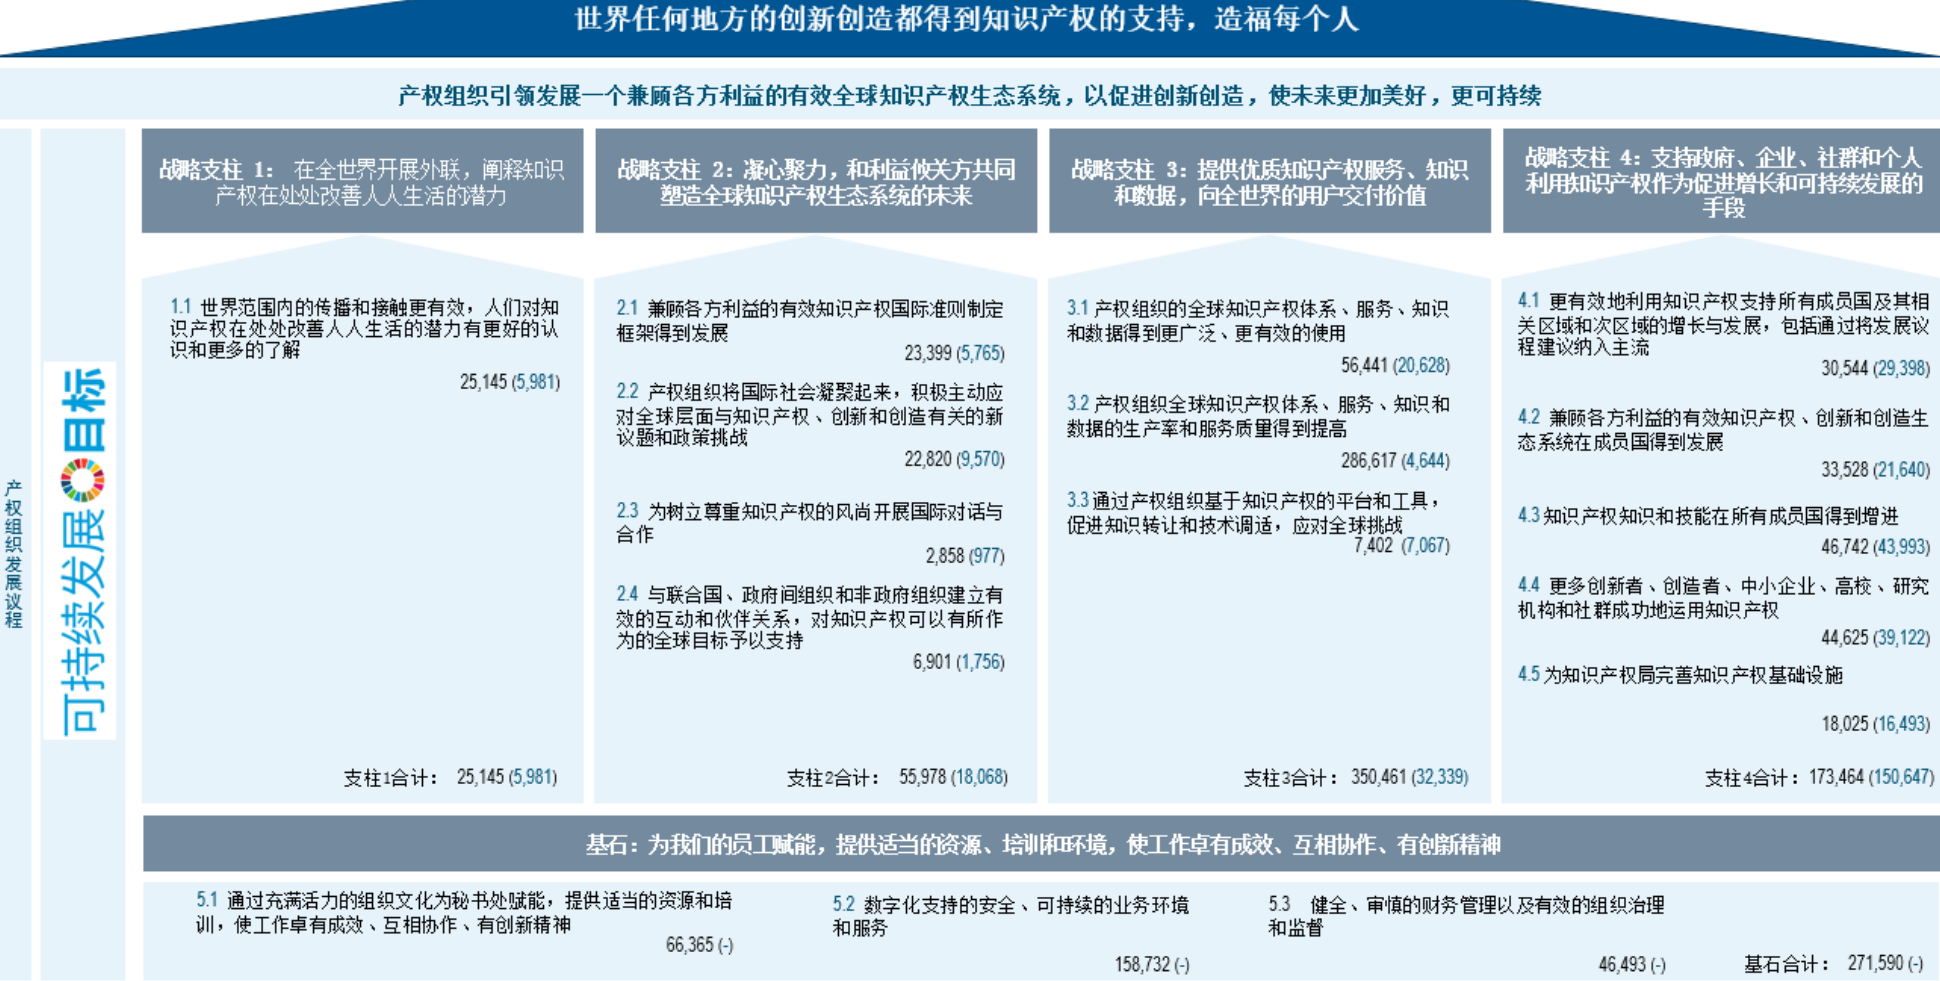 世界任何地方的创新创造都得到知识产权的支持，造福每个人
产权组织引领发展一个兼顾各方利益的有效全球知识产权生态系统，以促进创新创造，使未来更加美好，更可持续
产权组织发展议程
可持续发展目标
战略支柱 1： 在全世界开展外联，阐释知识
产权在处处改善人人生活的潜力
1.1 世界范围内的传播和接触更有效，人们对知
识产权在处处改善人人生活的潜力有更好的认
识和更多的了解
25,145 (5,981)
支柱1合计： 25,145 (5,981)
战略支柱 2：凝心聚力，和利益攸关方共同
塑造全球知识产权生态系统的未来
2.1 兼顾各方利益的有效知识产权国际准则制定
框架得到发展
23,399 (5,765)
2.2 产权组织将国际社会凝聚起来，积极主动应
对全球层面与知识产权、创新和创造有关的新
议题和政策挑战
22,820 (9,570)
2.3 为树立尊重知识产权的风尚开展国际对话与
合作
2,858 (977)
2.4 与联合国、政府间组织和非政府组织建立有
效的互动和伙伴关系，对知识产权可以有所作
为的全球目标予以支持
6,901 (1,756)
支柱2合计： 55,978 (18,068)
战略支柱 3：提供优质知识产权服务、知识
和数据，向全世界的用户交付价值
3.1 产权组织的全球知识产权体系、服务、知识
和数据得到更广泛、更有效的使用
56,441 (20,628)
3.2 产权组织全球知识产权体系、服务、知识和
数据的生产率和服务质量得到提高
286,617 (4,644)
3.3 通过产权组织基于知识产权的平台和工具，
促进知识转让和技术调适，应对全球挑战
7,402 (7,067)
支柱3合计： 350,461 (32,339)
战略支柱 4：支持政府、企业、社群和个人
利用知识产权作为促进增长和可持续发展的
手段
4.1 更有效地利用知识产权支持所有成员国及其相
关区域和次区域的增长与发展，包括通过将发展议
程建议纳入主流
30,544 (29,398)
4.2 兼顾各方利益的有效知识产权、创新和创造生
态系统在成员国得到发展
33,528 (21,640)
4.3 知识产权知识和技能在所有成员国得到增进
46,742 (43,993)
4.4 更多创新者、创造者、中小企业、高校、研究
机构和社群成功地运用知识产权
44,625 (39,122)
4.5 为知识产权局完善知识产权基础设施
18,025 (16,493)
支柱4合计：173,464 (150,647)
基石：为我们的员工赋能，提供适当的资源、培训和环境，使工作卓有成效、互相协作、有创新精神
5.1 通过充满活力的组织文化为秘书处赋能，提供适当的资源和培
训，使工作卓有成效、互相协作、有创新精神
66,365 (-)
5.2 数字化支持的安全、可持续的业务环境
和服务
158,732 (-)
5.3 健全、审慎的财务管理以及有效的组织治理
和监督
46,493 (-)
基石合计： 271,590 (-)